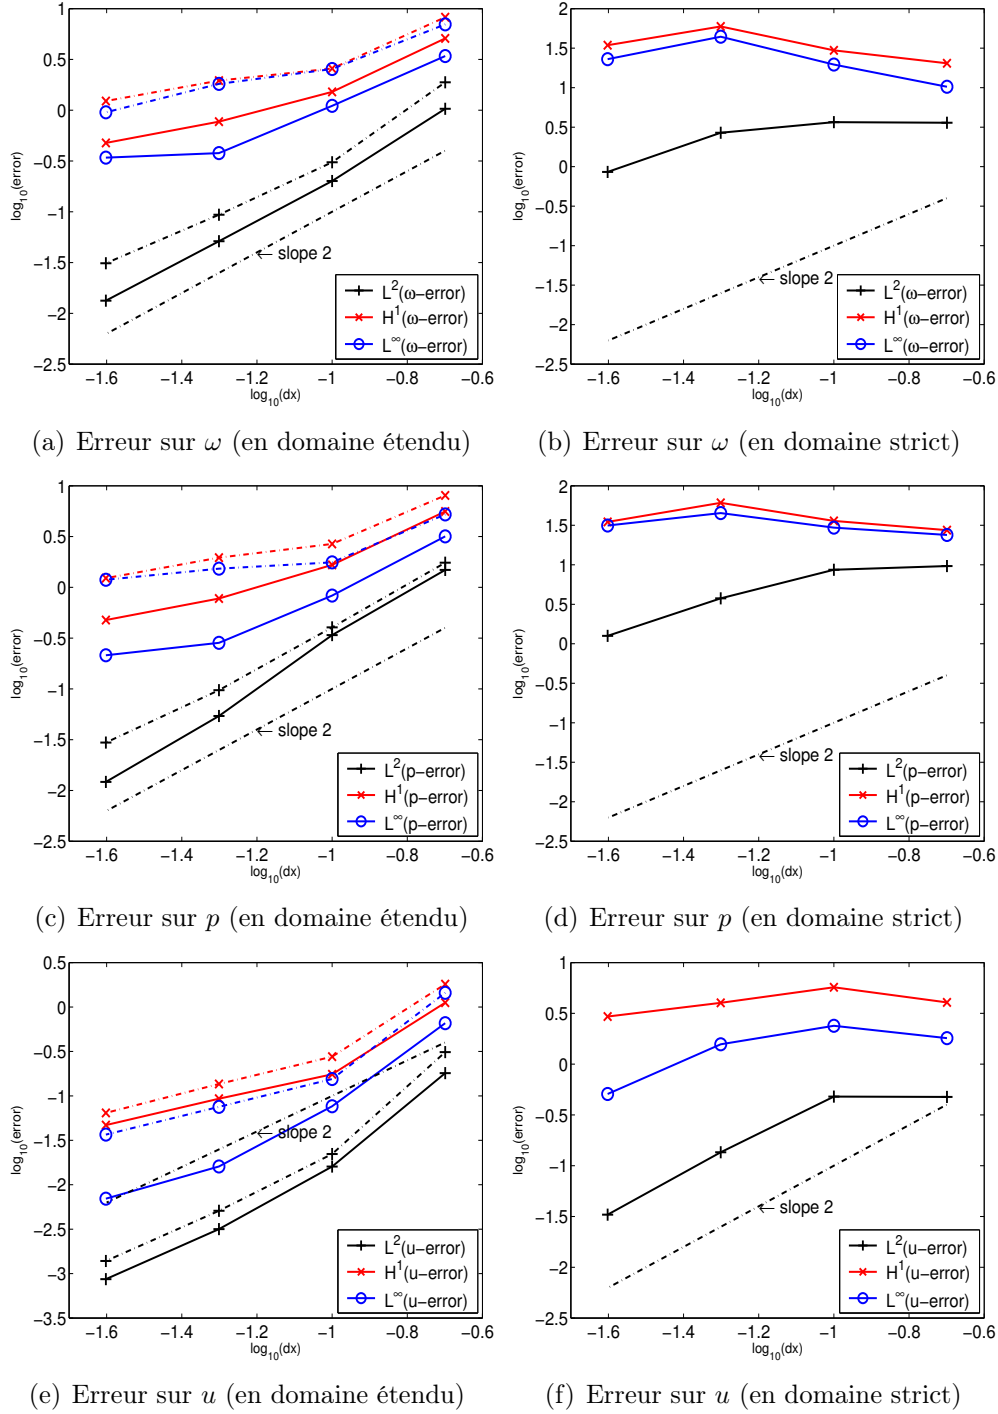 1
0.5
0
−0.5
−1
−1.5
−2
−2.5
log10(error)
← slope 2
L2(ω−error)
H1(ω−error)
L∞(ω−error)
−1.6
−1.4
−1.2
−1
−0.8
−0.6
log10(dx)
(a) Erreur sur ω (en domaine étendu)
2
1.5
1
0.5
0
−0.5
−1
−1.5
−2
−2.5
log10(error)
← slope 2
L2(ω−error)
H1(ω−error)
L∞(ω−error)
−1.6
−1.4
−1.2
−1
−0.8
−0.6
log10(dx)
(b) Erreur sur ω (en domaine strict)
1
0.5
0
−0.5
−1
−1.5
−2
−2.5
log10(error)
← slope 2
L2(p−error)
H1(p−error)
L∞(p−error)
−1.6
−1.4
−1.2
−1
−0.8
−0.6
log10(dx)
(c) Erreur sur p (en domaine étendu)
2
1.5
1
0.5
0
−0.5
−1
−1.5
−2
−2.5
log10(error)
← slope 2
L2(p−error)
H1(p−error)
L∞(p−error)
−1.6
−1.4
−1.2
−1
−0.8
−0.6
log10(dx)
(d) Erreur sur p (en domaine strict)
0.5
0
−0.5
−1
−1.5
−2
−2.5
−3
−3.5
log10(error)
← slope 2
L2(u−error)
H1(u−error)
L∞(u−error)
−1.6
−1.4
−1.2
−1
−0.8
−0.6
log10(dx)
(e) Erreur sur u (en domaine étendu)
1
0.5
0
−0.5
−1
−1.5
−2
−2.5
log10(error)
← slope 2
L2(u−error)
H1(u−error)
L∞(u−error)
−1.6
−1.4
−1.2
−1
−0.8
−0.6
log10(dx)
(f) Erreur sur u (en domaine strict)